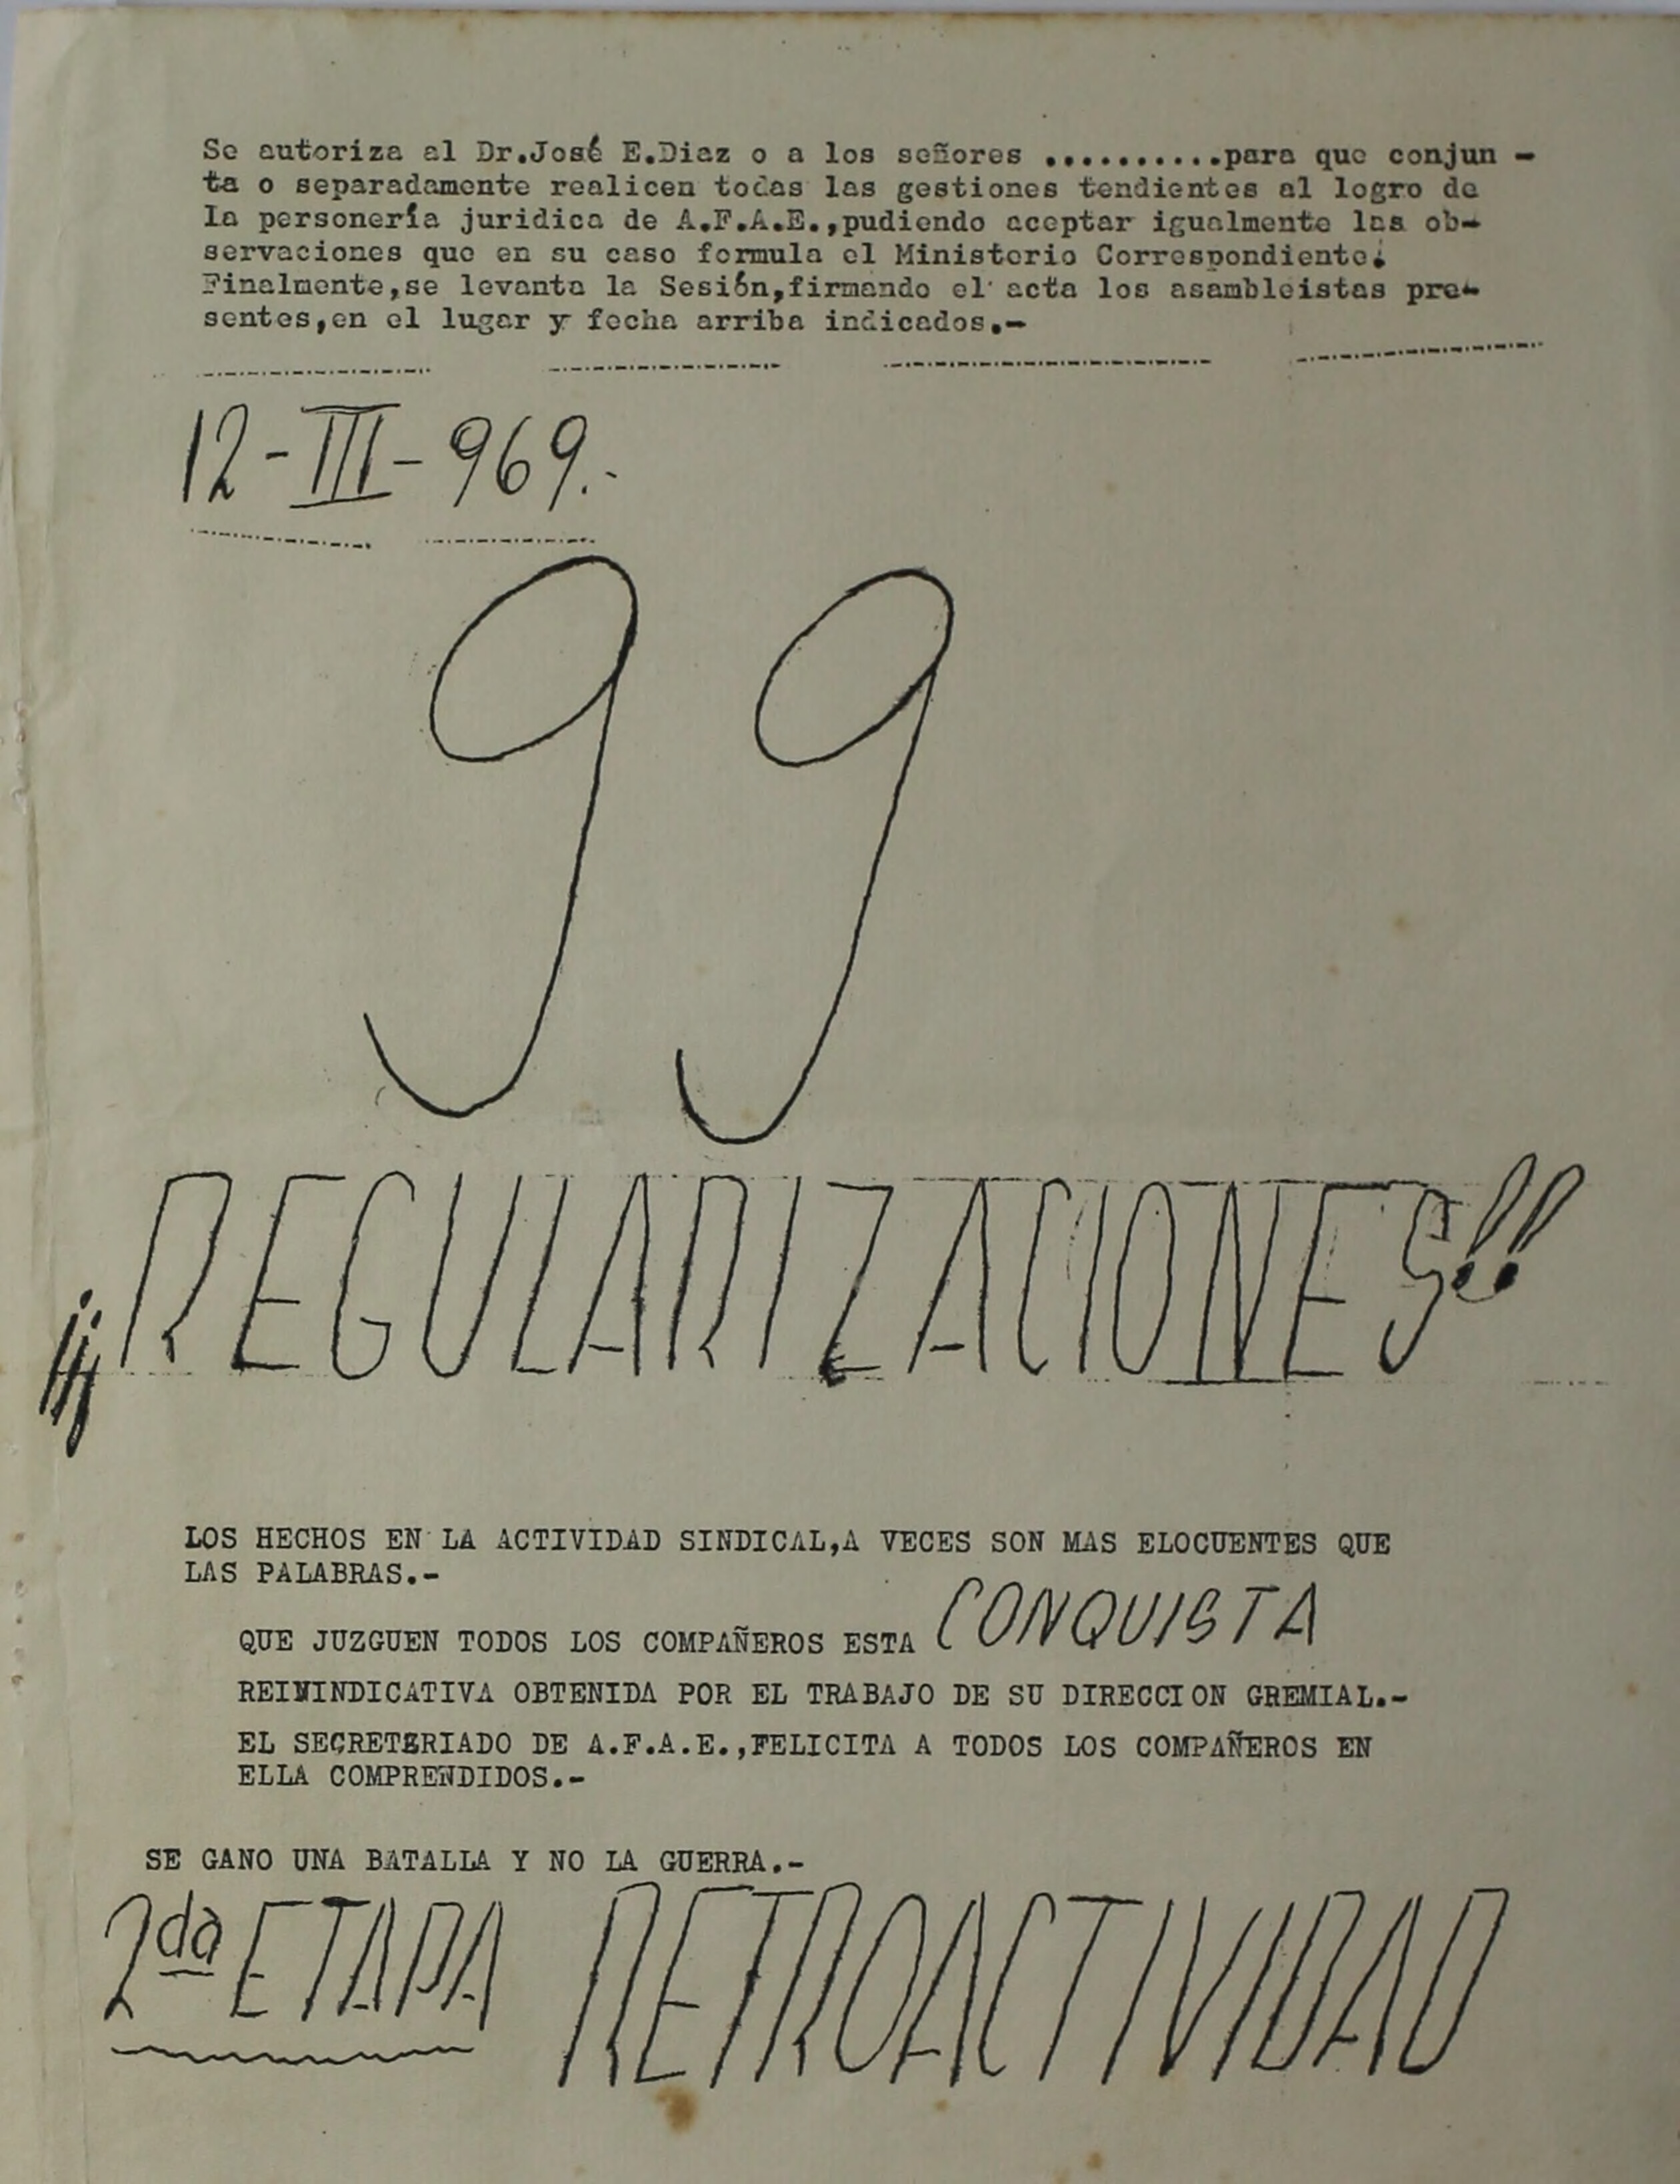 Se autoriza al Dr.José E.Diaz o a los señores ..........para que conjun -
ta o separadamente realicen todas las gestiones tendientes al logro de
la personería juridica de A.F.A.E.,pudiendo aceptar igualmente las ob-
servaciones que en su caso formula el Ministerio Correspondiente.
Finalmente,se levanta la Sesión,firmando el acta los asambleistas pre-
sentes,en el lugar y fecha arriba indicados.-
12-III-969.-
99
¡¡¡REGULARIZACIONES!!
LOS HECHOS EN LA ACTIVIDAD SINDICAL,A VECES SON MAS ELOCUENTES QUE
LAS PALABRAS.-
QUE JUZGUEN TODOS LOS COMPAÑEROS ESTA CONQUISTA
REIVINDICATIVA OBTENIDA POR EL TRABAJO DE SU DIRECCION GREMIAL.-
EL SECRETERIADO DE A.F.A.E.,FELICITA A TODOS LOS COMPAÑEROS EN
ELLA COMPRENDIDOS.-
SE GANO UNA BATALLA Y NO LA GUERRA.-
2da ETAPA RETROACTIVIDAD